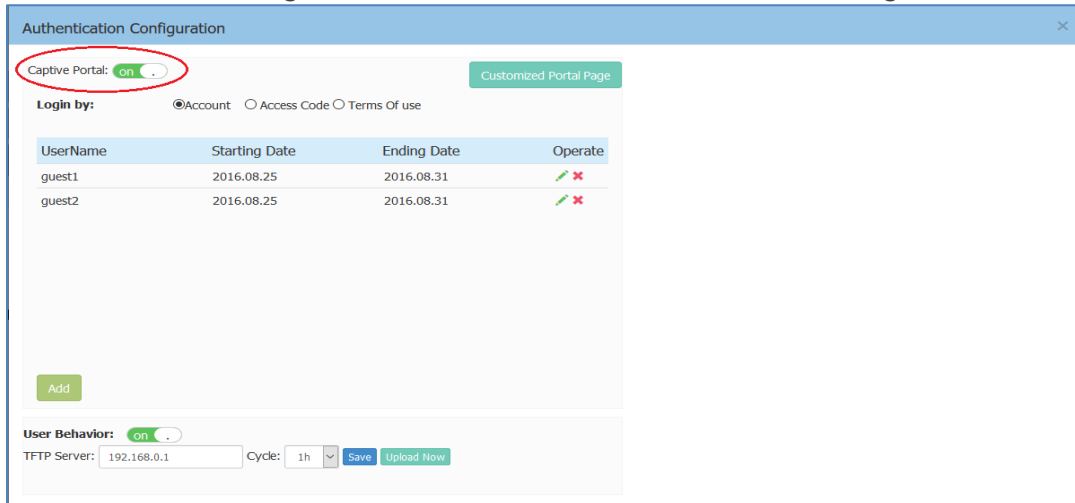 Authentication Configuration
Captive Portal: on .
Customized Portal Page
Login by: Account Access Code Terms Of use
UserName Starting Date Ending Date Operate
guest1 2016.08.25 2016.08.31
guest2 2016.08.25 2016.08.31
Add
User Behavior: on .
TFTP Server: 192.168.0.1 Cycle: 1h Save Upload Now